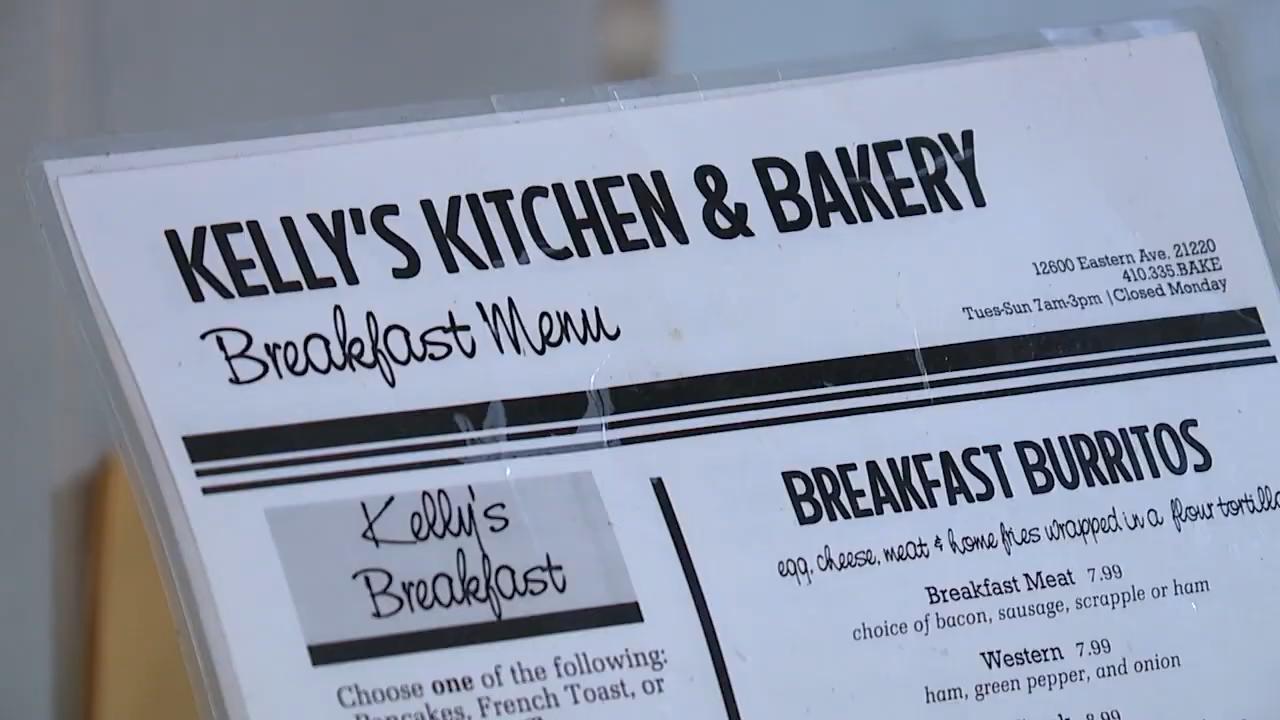 KELLY'S KITCHEN & BAKERY
Breakfast Menu
12600 Eastern Ave. 21220
410.335.BAKE
Tues-Sun 7am-3pm | Closed Monday
Kelly's
Breakfast
Choose one of the following:
Pancakes, French Toast, or
BREAKFAST BURRITOS
egg, cheese, meat & home fries wrapped in a flour tortilla
Breakfast Meat 7.99
choice of bacon, sausage, scrapple or ham
Western 7.99
ham, green pepper, and onion
8.99